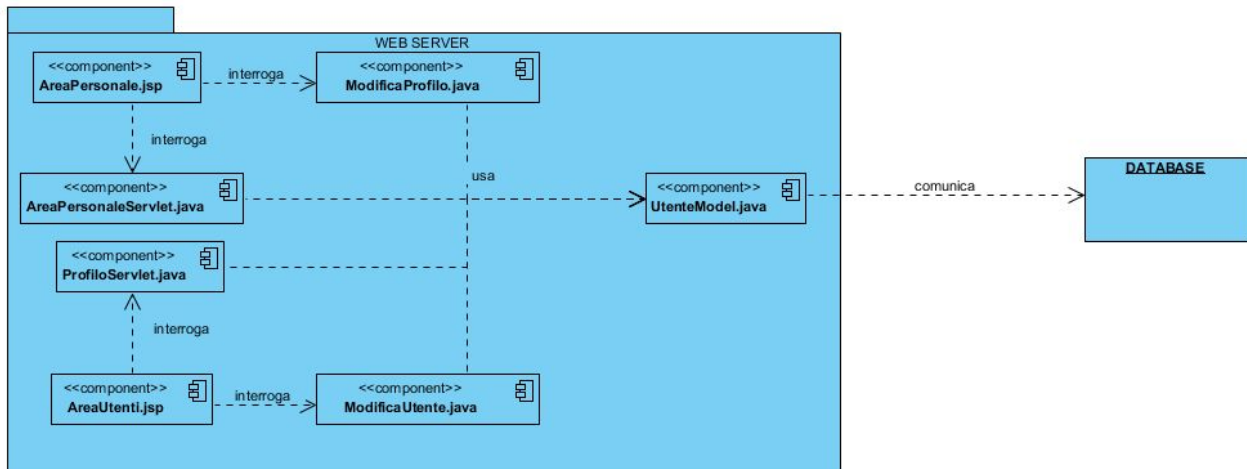 WEB SERVER
<<component>>
AreaPersonale.jsp
interroga
<<component>>
ModificaProfilo.java
interroga
<<component>>
AreaPersonaleServlet.java
usa
<<component>>
UtenteModel.java
comunica
DATABASE
<<component>>
ProfiloServlet.java
interroga
<<component>>
AreaUtenti.jsp
interroga
<<component>>
ModificaUtente.java